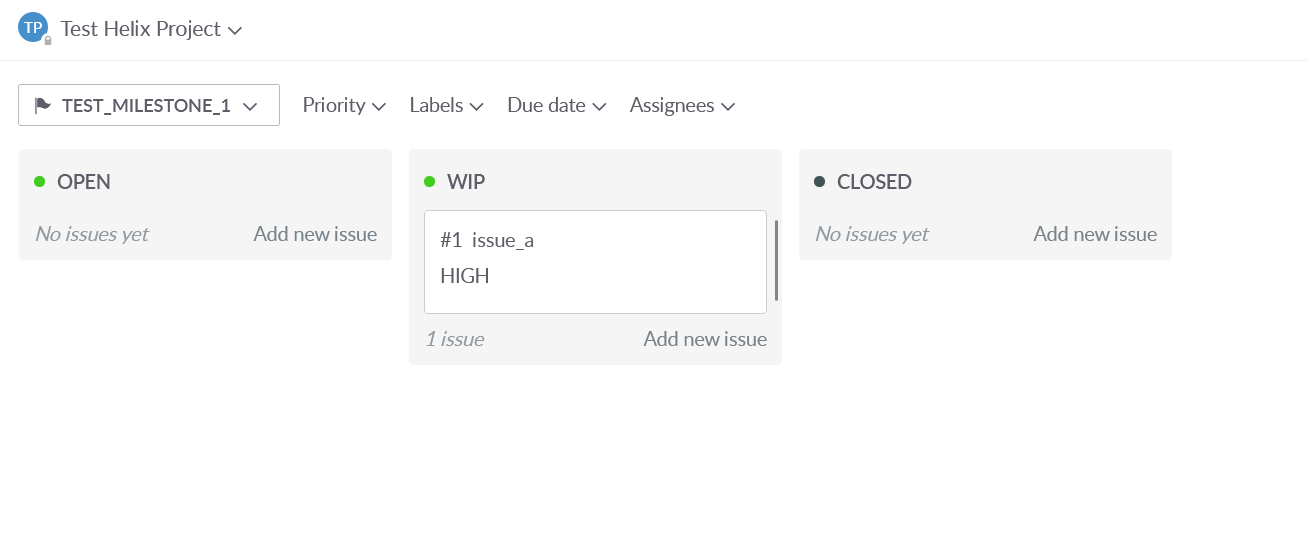 TP Test Helix Project
TEST_MILESTONE_1 Priority Labels Due date Assignees
OPEN
No issues yet Add new issue
WIP
#1 issue_a
HIGH
1 issue Add new issue
CLOSED
No issues yet Add new issue